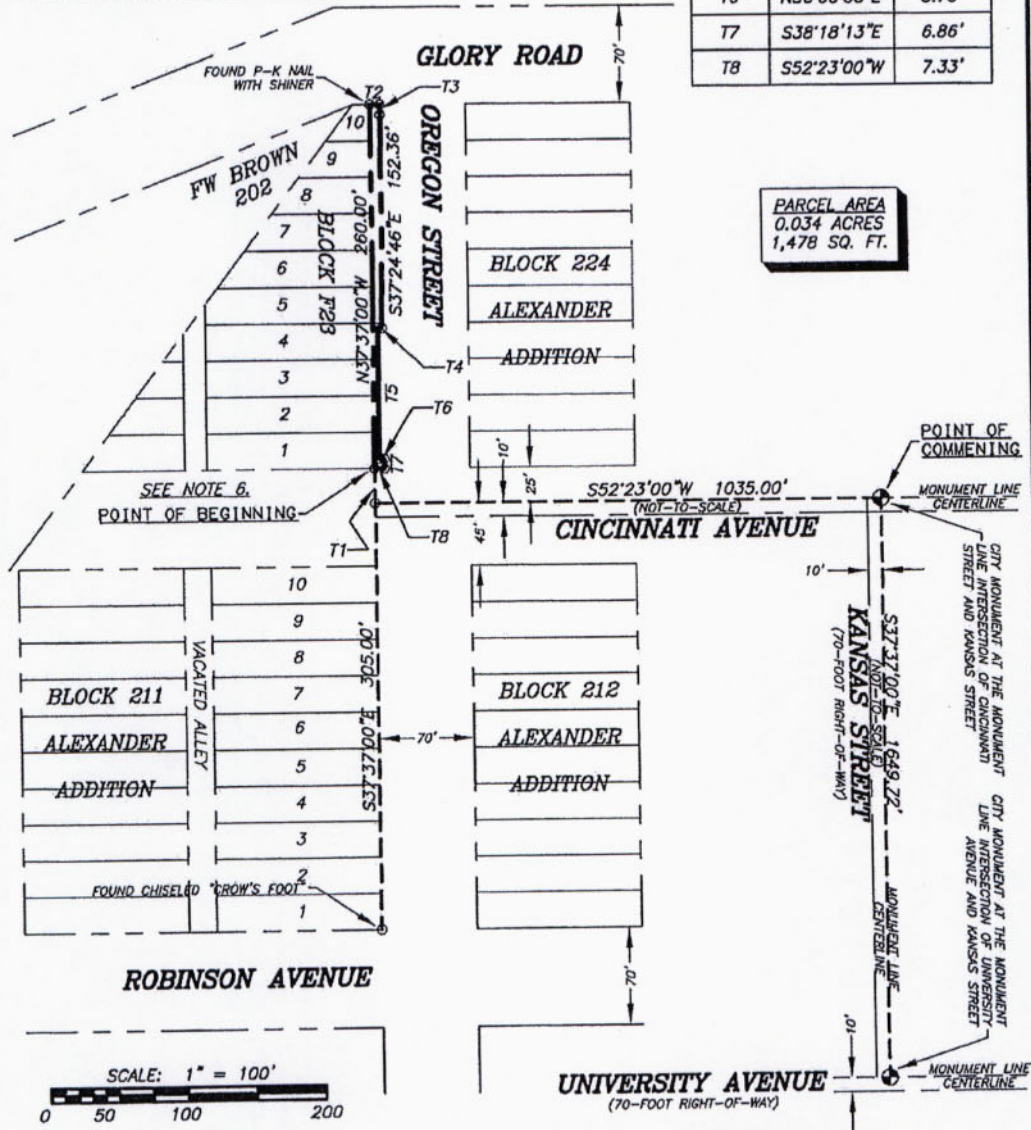 T7 S38°18'13"E 6.86'
T8 S52°23'00"W 7.33'
GLORY ROAD
70'
FOUND P-K NAIL
WITH SHINER
T2
T3
FW BROWN
202
OREGON STREET
152.36'
S37°24'46"E
N37°37'00"W 260.00'
BLOCK F23
10
9
8
7
6
5
4
3
2
1
T4
T5
T6
T7
T8
T1
BLOCK 224
ALEXANDER
ADDITION
PARCEL AREA
0.034 ACRES
1,478 SQ. FT.
SEE NOTE 6.
POINT OF BEGINNING
10'
25'
45'
S52°23'00"W 1035.00'
(NOT-TO-SCALE)
CINCINNATI AVENUE
POINT OF
COMMENING
MONUMENT LINE
CENTERLINE
CITY MONUMENT AT THE MONUMENT
LINE INTERSECTION OF CINCINNATI
STREET AND KANSAS STREET
10'
S37°37'00"E 1649.72'
(NOT-TO-SCALE)
KANSAS STREET
(70-FOOT RIGHT-OF-WAY)
MONUMENT LINE
CENTERLINE
CITY MONUMENT AT THE MONUMENT
LINE INTERSECTION OF UNIVERSITY
AVENUE AND KANSAS STREET
10
9
8
7
6
5
4
3
2
1
VACATED ALLEY
BLOCK 211
ALEXANDER
ADDITION
S37°37'00"E 305.00'
70'
BLOCK 212
ALEXANDER
ADDITION
FOUND CHISELED "CROW'S FOOT"
ROBINSON AVENUE
70'
10'
SCALE: 1" = 100'
0 50 100 200
UNIVERSITY AVENUE
(70-FOOT RIGHT-OF-WAY)
MONUMENT LINE
CENTERLINE